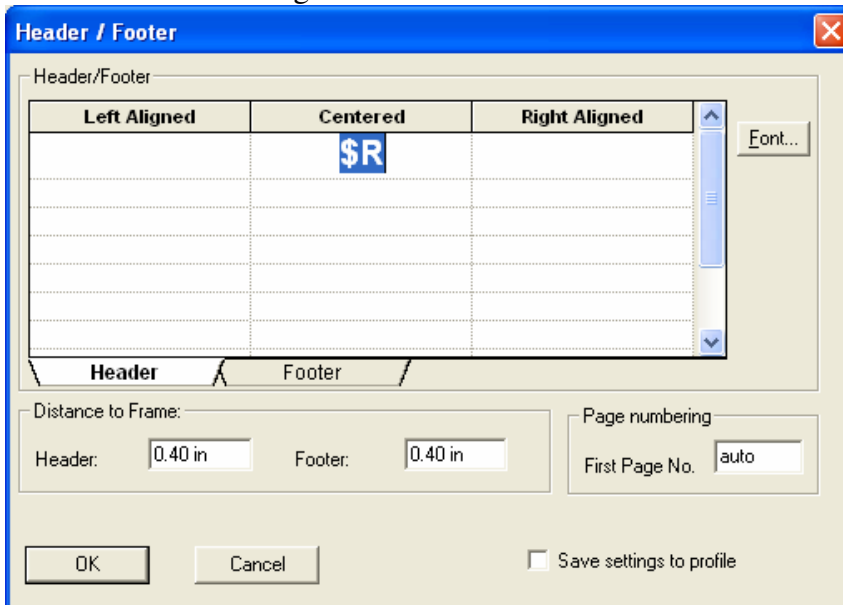 Header / Footer
Header/Footer
Left Aligned Centered Right Aligned
Font...
$R
Header Footer
Distance to Frame:
Page numbering
Header: 0.40 in Footer: 0.40 in
First Page No. auto
OK Cancel
Save settings to profile